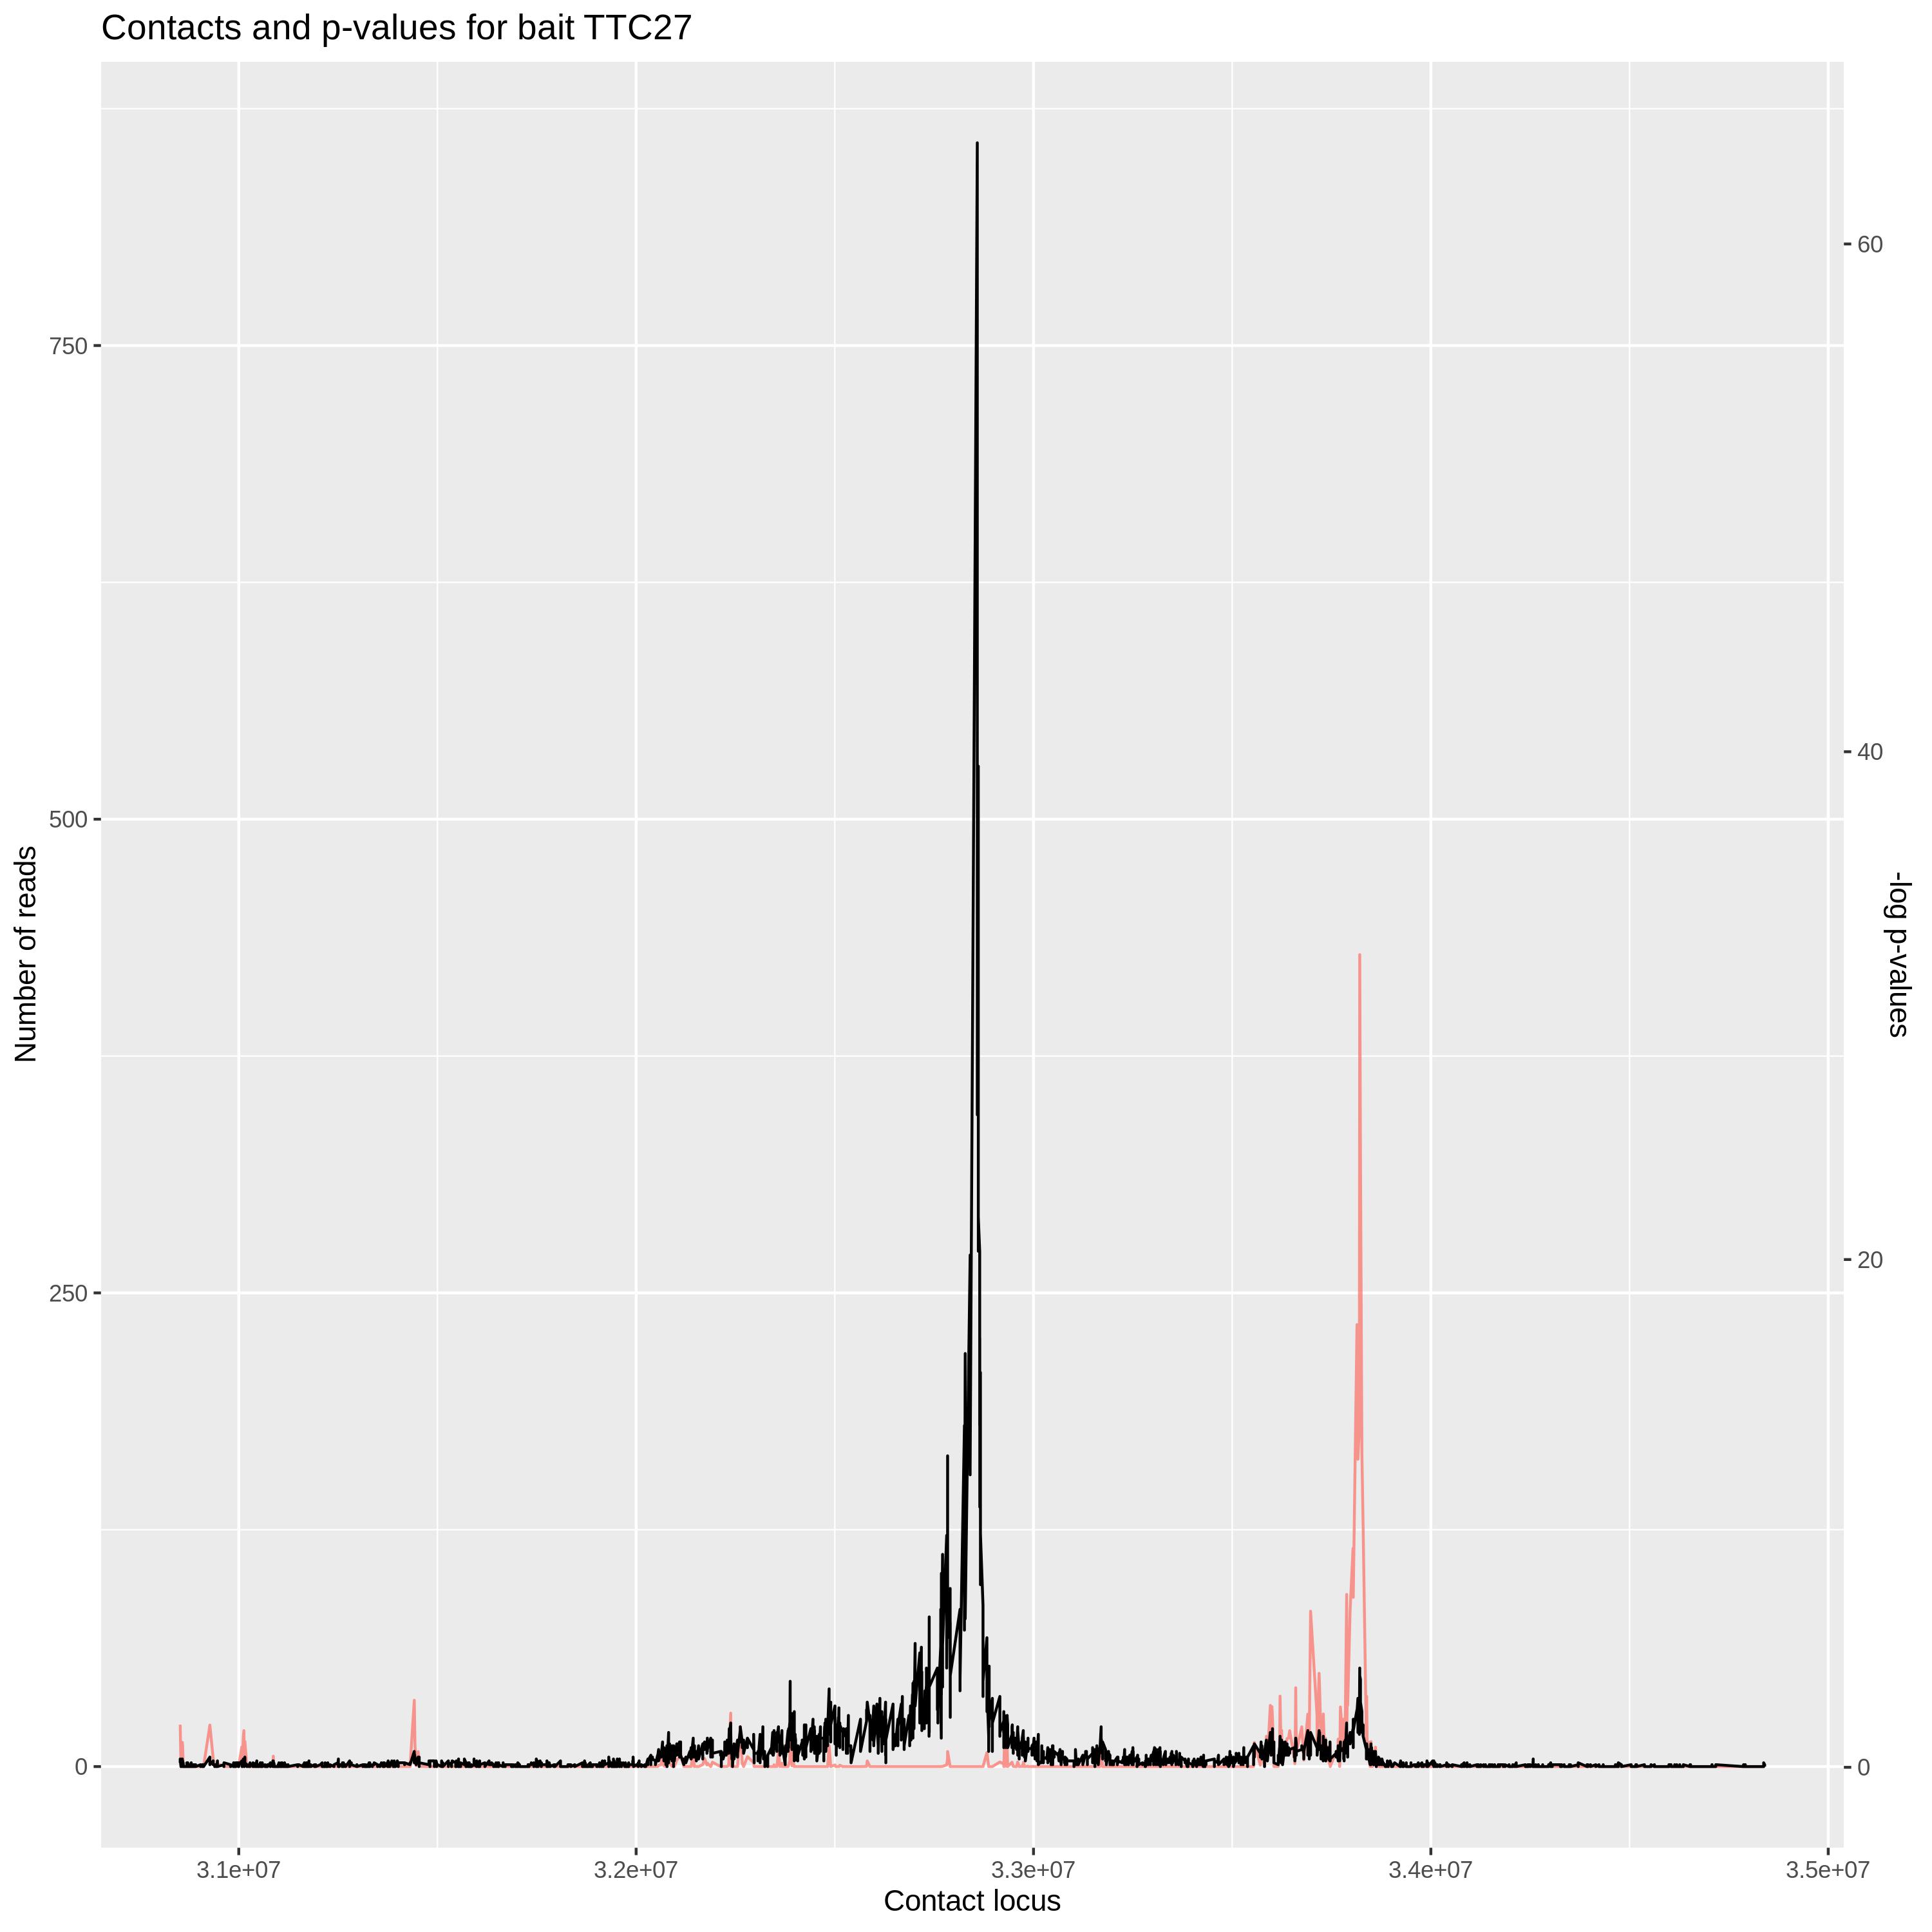 Contacts and p-values for bait TTC27
Number of reads
750
500
250
0
60
40
20
0
-log p-values
3.1e+07
3.2e+07
3.3e+07
3.4e+07
3.5e+07
Contact locus